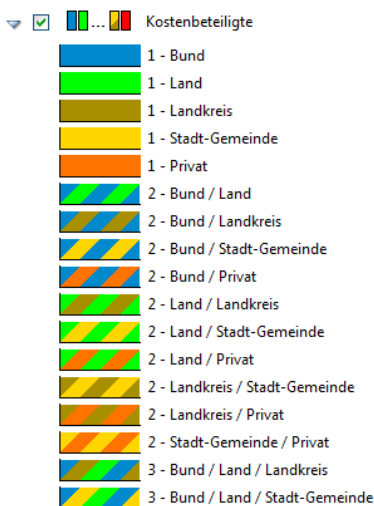 ... Kostenbeteiligte
1 - Bund
1 - Land
1 - Landkreis
1 - Stadt-Gemeinde
1 - Privat
2 - Bund / Land
2 - Bund / Landkreis
2 - Bund / Stadt-Gemeinde
2 - Bund / Privat
2 - Land / Landkreis
2 - Land / Stadt-Gemeinde
2 - Land / Privat
2 - Landkreis / Stadt-Gemeinde
2 - Landkreis / Privat
2 - Stadt-Gemeinde / Privat
3 - Bund / Land / Landkreis
3 - Bund / Land / Stadt-Gemeinde